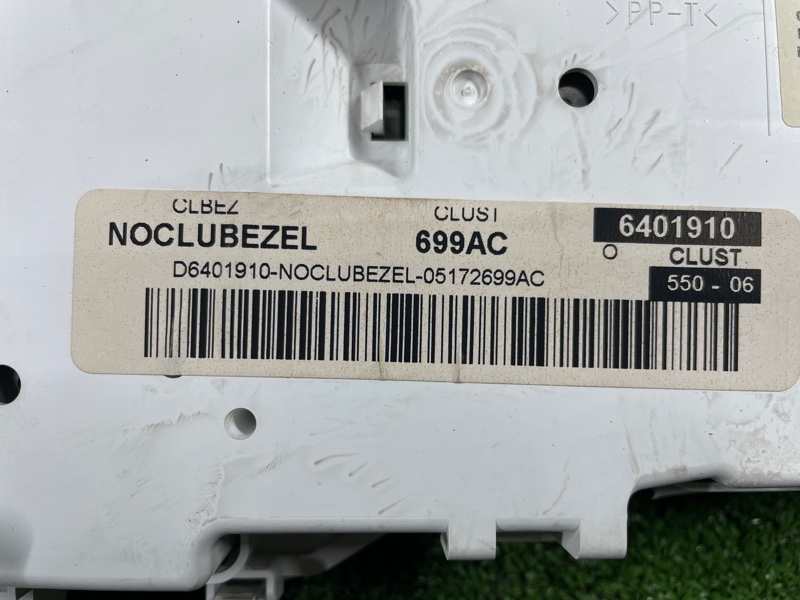 >PP-T<
CLBEZ CLUST 6401910
NOCLUBEZEL 699AC O CLUST
D6401910-NOCLUBEZEL-05172699AC 550 - 06